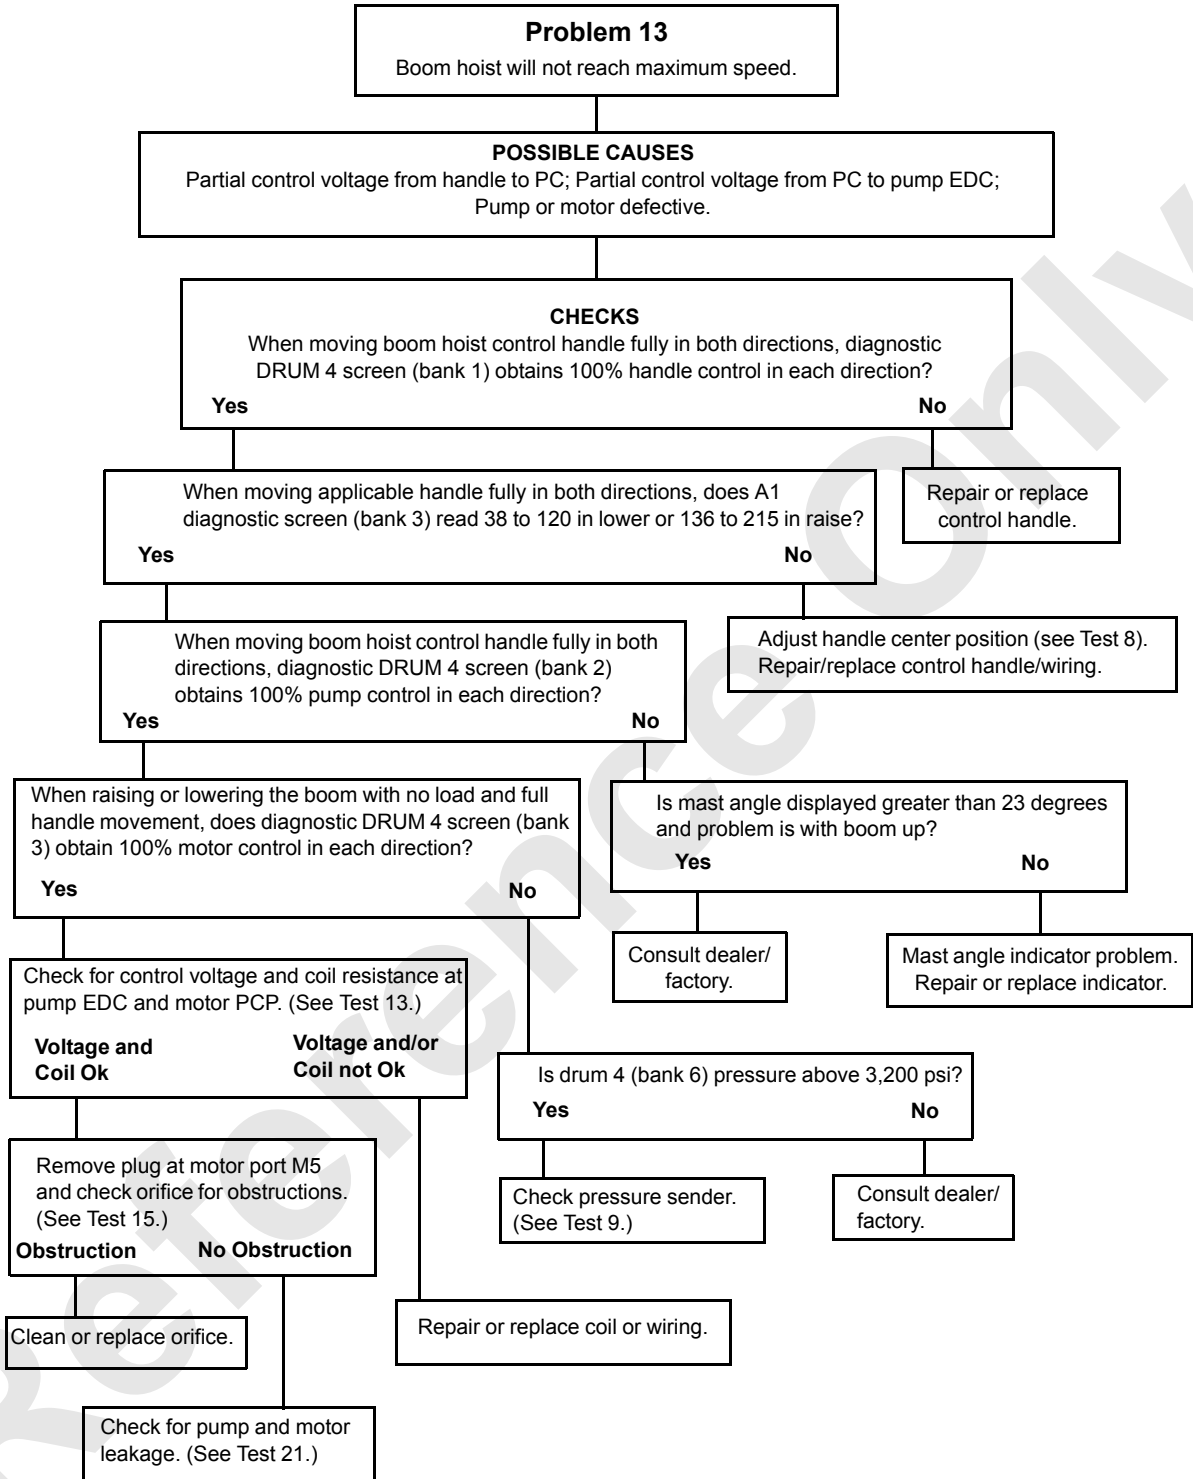 Problem 13
Boom hoist will not reach maximum speed.
POSSIBLE CAUSES
Partial control voltage from handle to PC; Partial control voltage from PC to pump EDC;
Pump or motor defective.
CHECKS
When moving boom hoist control handle fully in both directions, diagnostic
DRUM 4 screen (bank 1) obtains 100% handle control in each direction?
Yes
No
When moving applicable handle fully in both directions, does A1
diagnostic screen (bank 3) read 38 to 120 in lower or 136 to 215 in raise?
Yes
No
Repair or replace
control handle.
When moving boom hoist control handle fully in both
directions, diagnostic DRUM 4 screen (bank 2)
obtains 100% pump control in each direction?
Yes
No
Adjust handle center position (see Test 8).
Repair/replace control handle/wiring.
When raising or lowering the boom with no load and full
handle movement, does diagnostic DRUM 4 screen (bank
3) obtain 100% motor control in each direction?
Yes
No
Is mast angle displayed greater than 23 degrees
and problem is with boom up?
Yes
No
Consult dealer/
factory.
Mast angle indicator problem.
Repair or replace indicator.
Check for control voltage and coil resistance at
pump EDC and motor PCP. (See Test 13.)
Voltage and
Coil Ok
Voltage and/or
Coil not Ok
Is drum 4 (bank 6) pressure above 3,200 psi?
Yes
No
Remove plug at motor port M5
and check orifice for obstructions.
(See Test 15.)
Obstruction
No Obstruction
Check pressure sender.
(See Test 9.)
Consult dealer/
factory.
Clean or replace orifice.
Repair or replace coil or wiring.
Check for pump and motor
leakage. (See Test 21.)
Reference Only